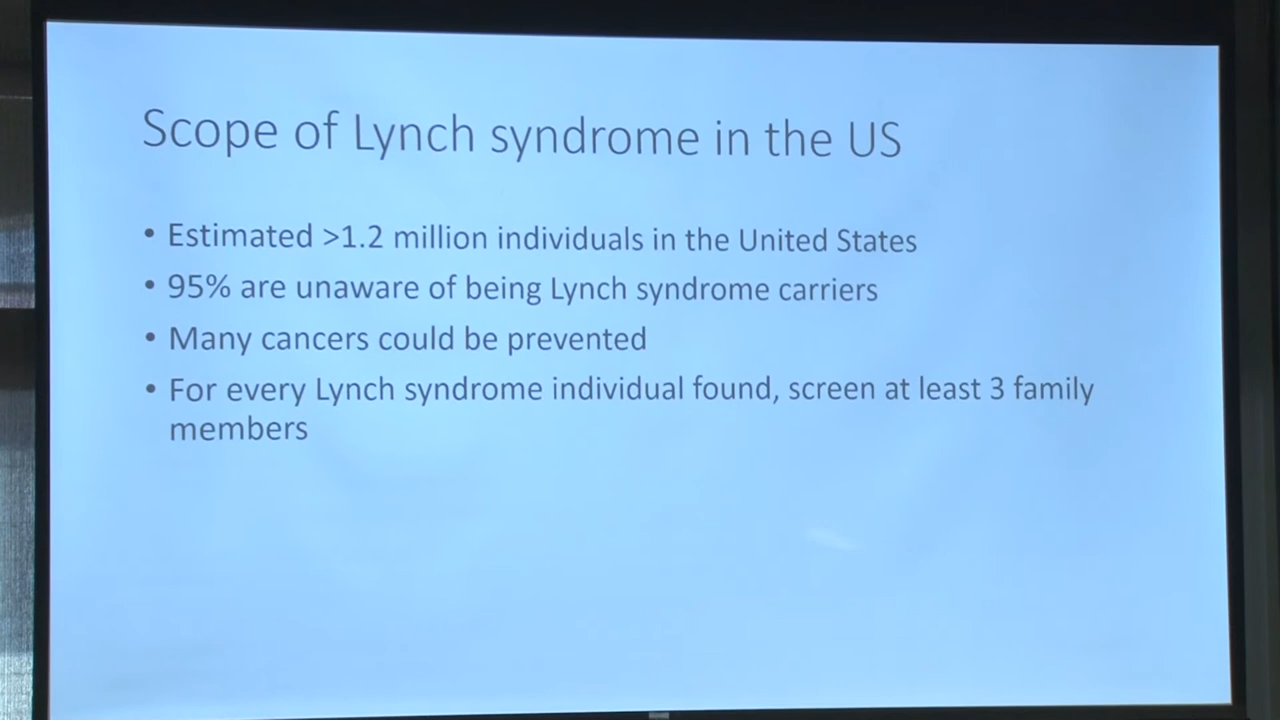 Scope of Lynch syndrome in the US
• Estimated >1.2 million individuals in the United States
• 95% are unaware of being Lynch syndrome carriers
• Many cancers could be prevented
• For every Lynch syndrome individual found, screen at least 3 family
members